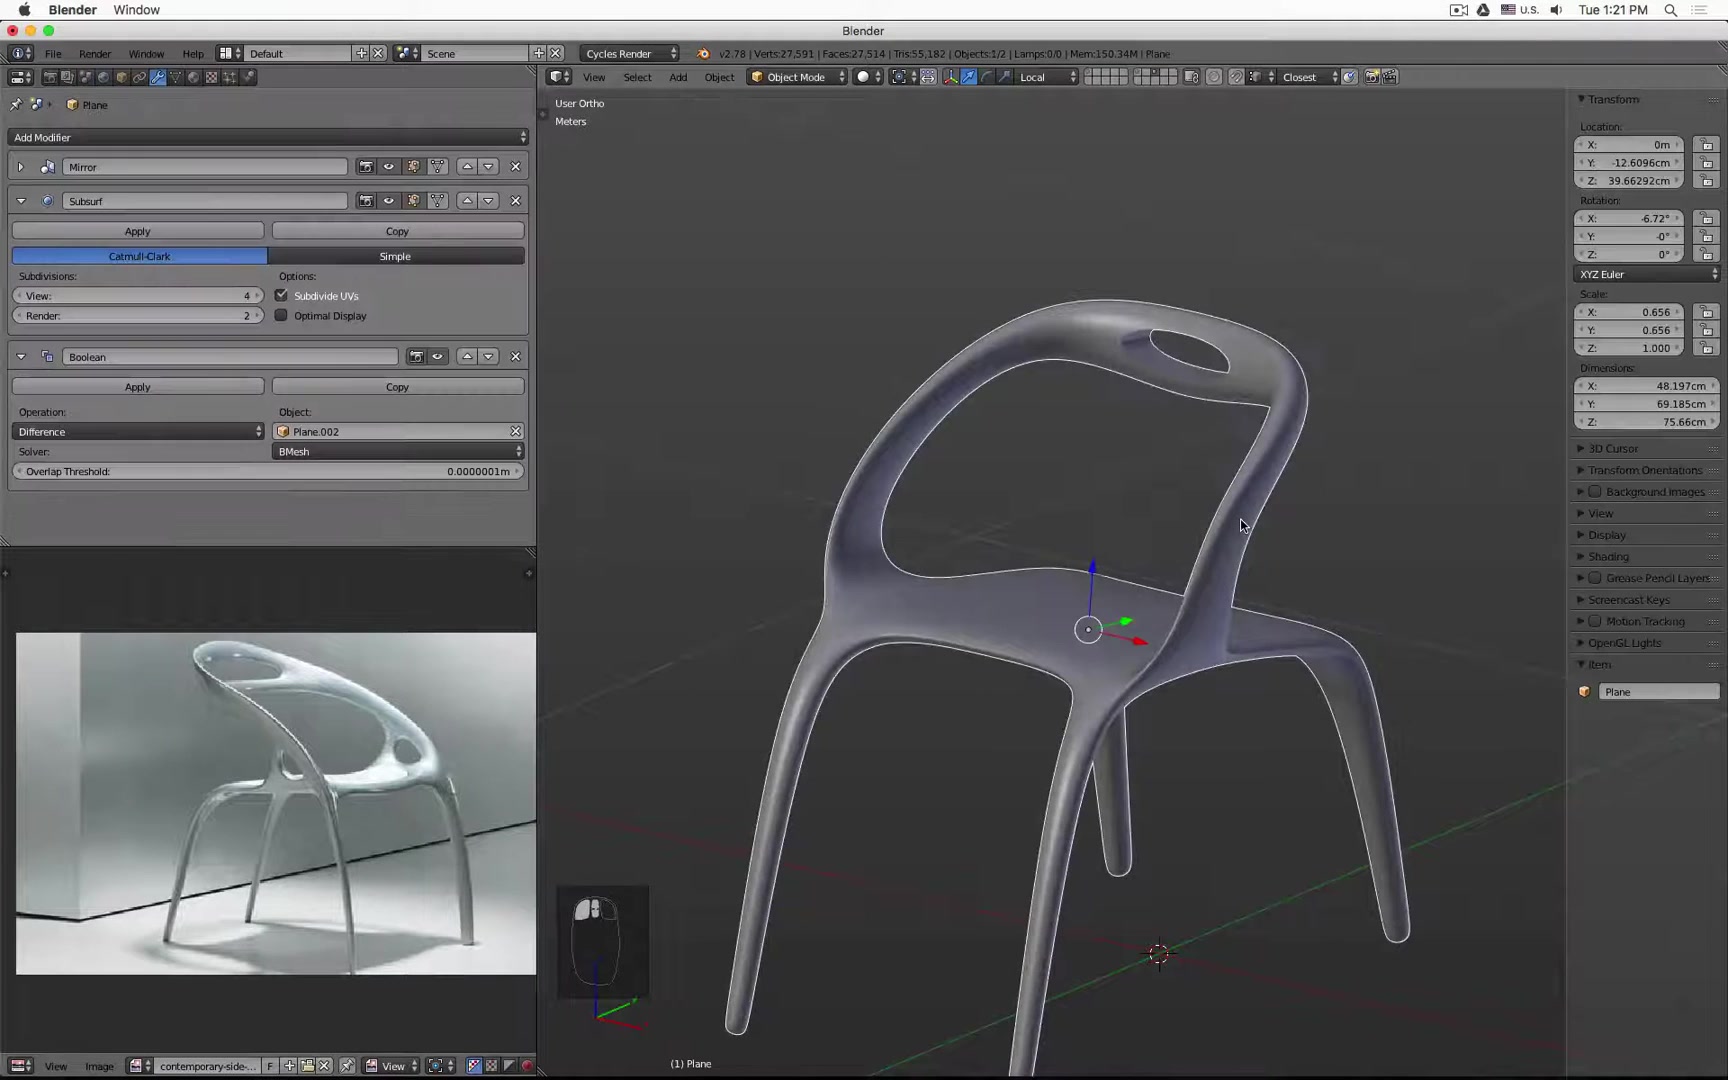 Blender Window U.S. Tue 1:21 PM
Blender
File Render Window Help Default Scene Cycles Render v2.78 | Verts:27,591 | Faces:27,514 | Tris:55,182 | Objects:1/2 | Lamps:0/0 | Mem:150.34M | Plane
View Select Add Object Object Mode Local Closest
Plane
Add Modifier
Mirror
Subsurf
Apply Copy
Catmull-Clark Simple
Subdivisions: Options:
View: 4 Subdivide UVs
Render: 2 Optimal Display
Boolean
Apply Copy
Operation: Object:
Difference Plane.002
Solver: BMesh
Overlap Threshold: 0.0000001m
User Ortho
Meters
(1) Plane
Transform
Location:
X: 0m
Y: -12.6096cm
Z: 39.66292cm
Rotation:
X: -6.72°
Y: -0°
Z: 0°
XYZ Euler
Scale:
X: 0.656
Y: 0.656
Z: 1.000
Dimensions:
X: 48.197cm
Y: 69.185cm
Z: 75.66cm
3D Cursor
Transform Orientations
Background Images
View
Display
Shading
Grease Pencil Layers
Screencast Keys
Motion Tracking
OpenGL Lights
Item
Plane
View Image contemporary-side-... F View